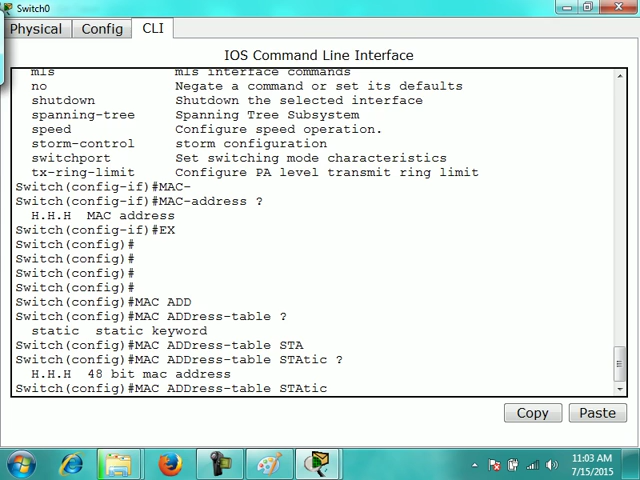 Switch0
Physical Config CLI
IOS Command Line Interface
mls mls interface commands
no Negate a command or set its defaults
shutdown Shutdown the selected interface
spanning-tree Spanning Tree Subsystem
speed Configure speed operation.
storm-control storm configuration
switchport Set switching mode characteristics
tx-ring-limit Configure PA level transmit ring limit
Switch(config-if)#MAC-
Switch(config-if)#MAC-address ?
H.H.H MAC address
Switch(config-if)#EX
Switch(config)#
Switch(config)#
Switch(config)#
Switch(config)#
Switch(config)#MAC ADD
Switch(config)#MAC ADDress-table ?
static static keyword
Switch(config)#MAC ADDress-table STA
Switch(config)#MAC ADDress-table STAtic ?
H.H.H 48 bit mac address
Switch(config)#MAC ADDress-table STAtic
Copy Paste
11:03 AM
7/15/2015